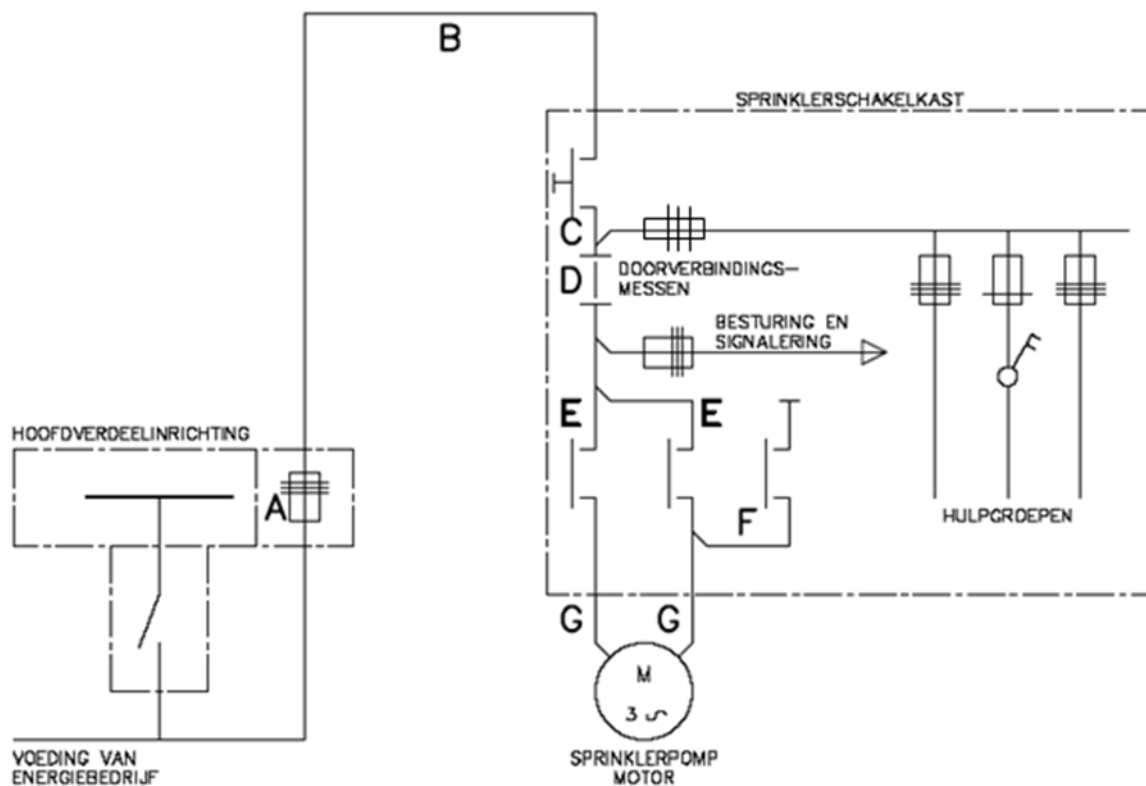 B
SPRINKLERSCHAKELKAST
C
D
DOORVERBINDINGS-
MESSEN
BESTURING EN
SIGNALERING
E
E
HOOFDVERDEELINRICHTING
A
F
HULPGROEPEN
G
G
M
3
VOEDING VAN
ENERGIEBEDRIJF
SPRINKLERPOMP
MOTOR